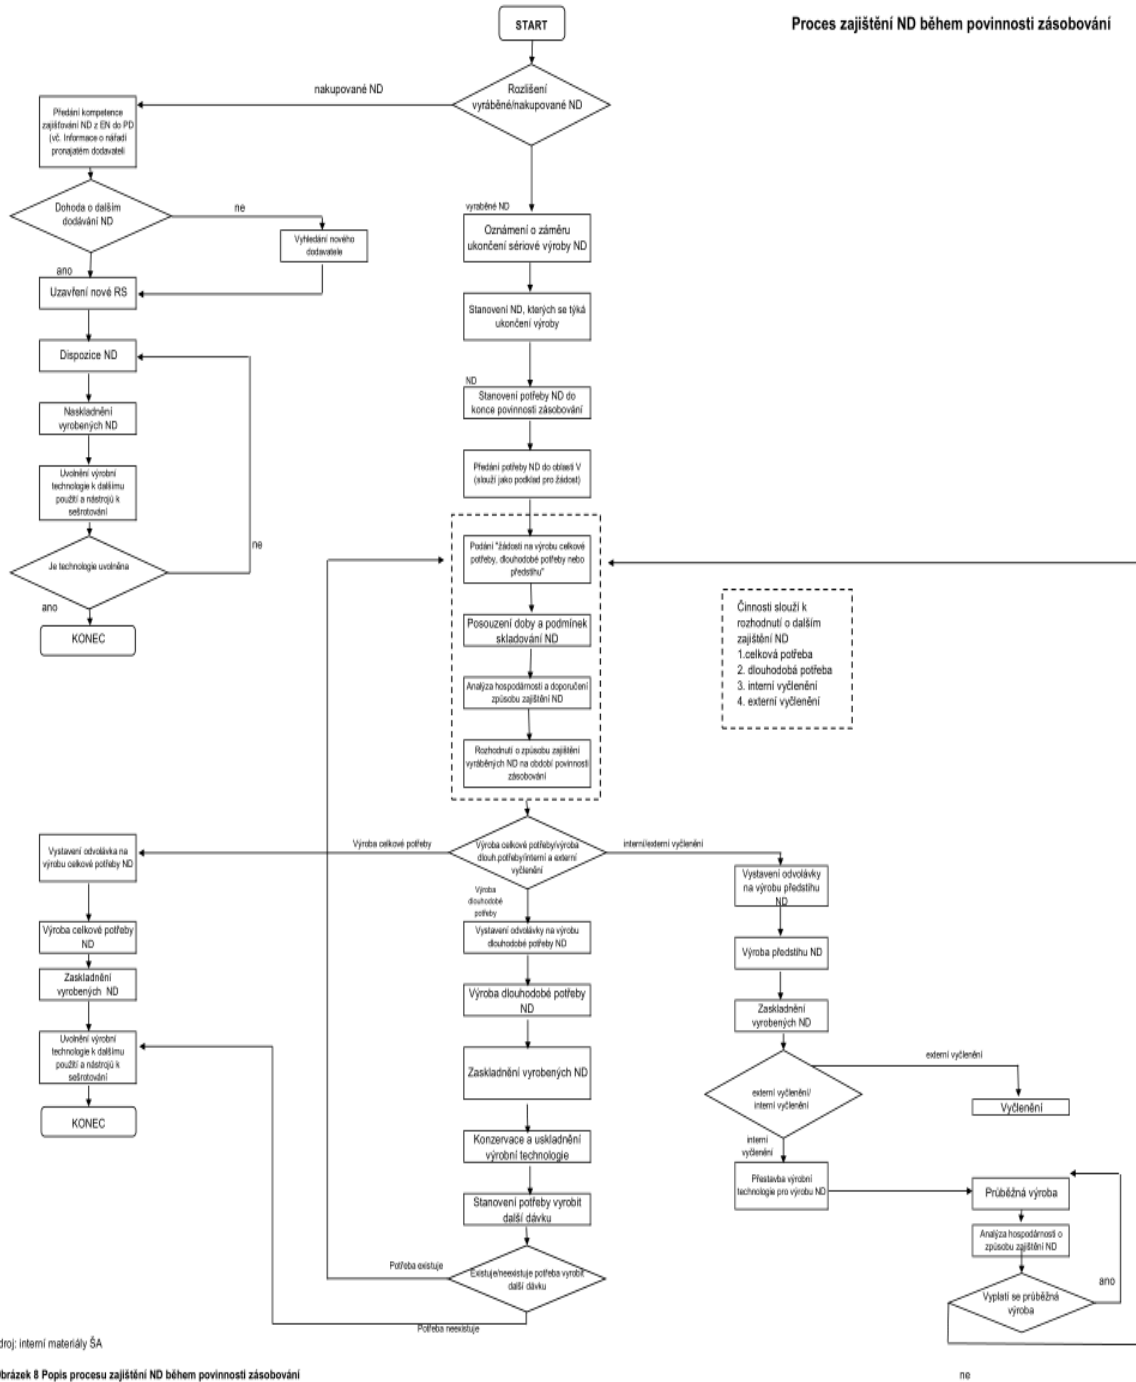 START
Proces zajištění ND během povinnosti zásobování
nakupované ND
Rozlišení
vyráběné/nakupované ND
Předání kompetence
zajišťování ND z EN do PD
(vč. Informace o nářadí
pronajatém dodavateli
Dohoda o dalším
dodávání ND
ne
Vyhledání nového
dodavatele
ano
Uzavření nové RS
Dispozice ND
Naskladnění
vyrobených ND
Uvolnění výrobní
technologie k dalšímu
použití a nástrojů k
sešrotování
ne
Je technologie uvolněna
ano
KONEC
vyráběné ND
Oznámení o záměru
ukončení sériové výroby ND
Stanovení ND, kterých se týká
ukončení výroby
ND
Stanovení potřeby ND do
konce povinnosti zásobování
Předání potřeby ND do oblasti V
(slouží jako podklad pro žádost)
Podání "žádosti na výrobu celkové
potřeby, dlouhodobé potřeby nebo
předstihu"
Posouzení doby a podmínek
skladování ND
Analýza hospodárnosti a doporučení
způsobu zajištění ND
Rozhodnutí o způsobu zajištění
vyráběných ND na období povinnosti
zásobování
Činnosti slouží k
rozhodnutí o dalším
zajištění ND
1.celková potřeba
2. dlouhodobá potřeba
3. interní vyčlenění
4. externí vyčlenění
Výroba celkové potřeby
Výroba celkové potřeby/výroba
dlouh.potřeby/interní a externí
vyčlenění
interní/externí vyčlenění
Vystavení odvolávka na
výrobu celkové potřeby ND
Výroba celkové potřeby
ND
Zaskladnění
vyrobených ND
Uvolnění výrobní
technologie k dalšímu
použití a nástrojů k
sešrotování
KONEC
Výroba
dlouhodobé
potřeby
Vystavení odvolávky na výrobu
dlouhodobé potřeby ND
Výroba dlouhodobé potřeby
ND
Zaskladnění vyrobených ND
Konzervace a uskladnění
výrobní technologie
Stanovení potřeby vyrobit
další dávku
Potřeba existuje
Existuje/neexistuje potřeba vyrobit
další dávku
Potřeba neexistuje
Vystavení odvolávky
na výrobu předstihu
ND
Výroba předstihu ND
Zaskladnění
vyrobených ND
externí vyčlenění
externí vyčlenění/
interní vyčlenění
Vyčlenění
interní
vyčlenění
Přestavba výrobní
technologie pro výrobu ND
Průběžná výroba
Analýza hospodárnosti o
způsobu zajištění ND
ano
Vyplatí se průběžná
výroba
ne
droj: interní materiály ŠA
Obrázek 8 Popis procesu zajištění ND během povinnosti zásobování